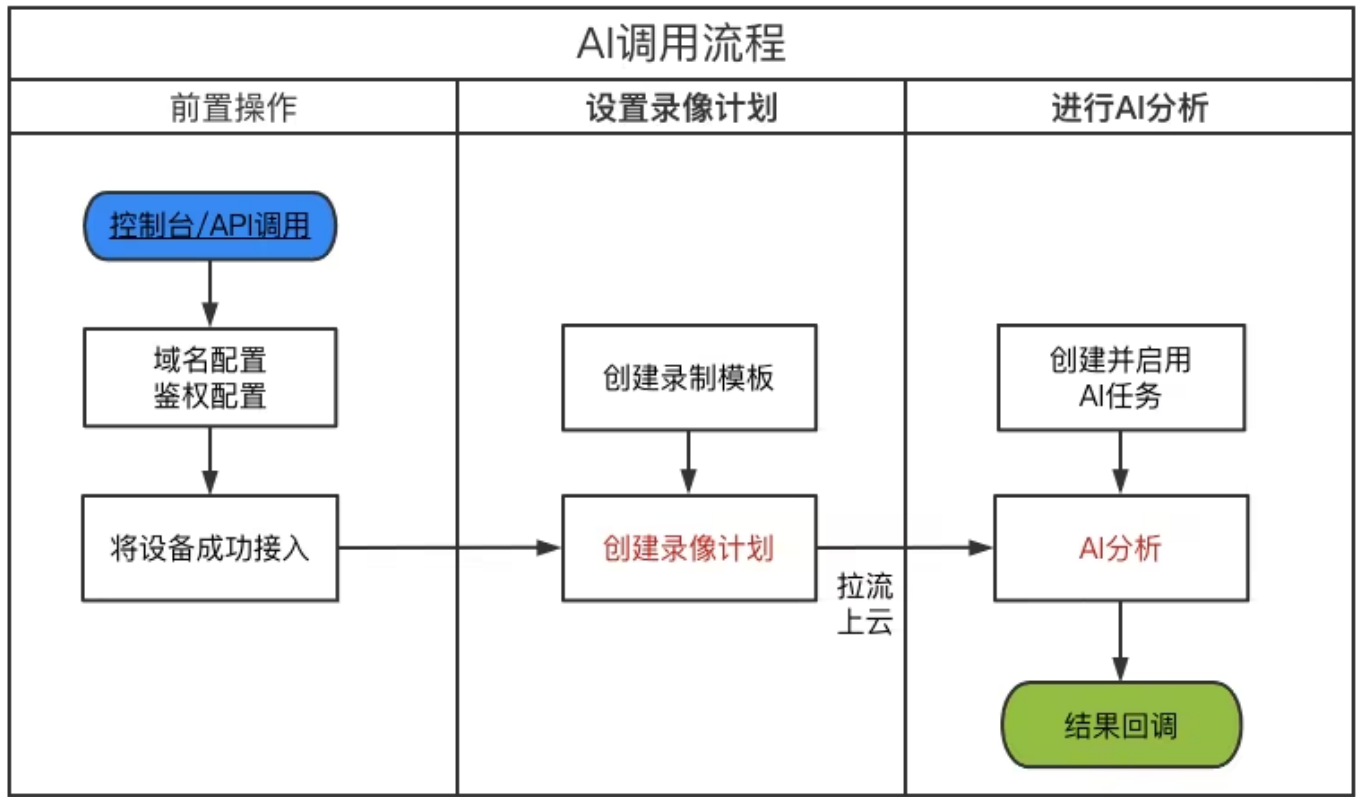 AI调用流程
前置操作
设置录像计划
进行AI分析
控制台/API调用
域名配置
鉴权配置
将设备成功接入
创建录制模板
创建录像计划
拉流
上云
创建并启用
AI任务
AI分析
结果回调